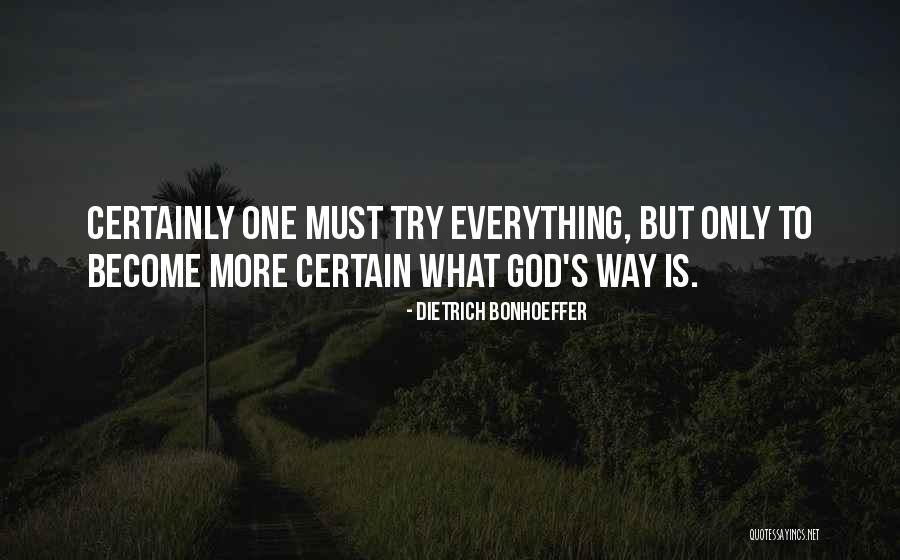 CERTAINLY ONE MUST TRY EVERYTHING, BUT ONLY TO
BECOME MORE CERTAIN WHAT GOD'S WAY IS.
- DIETRICH BONHOEFFER
QUOTESSAYINGS.NET